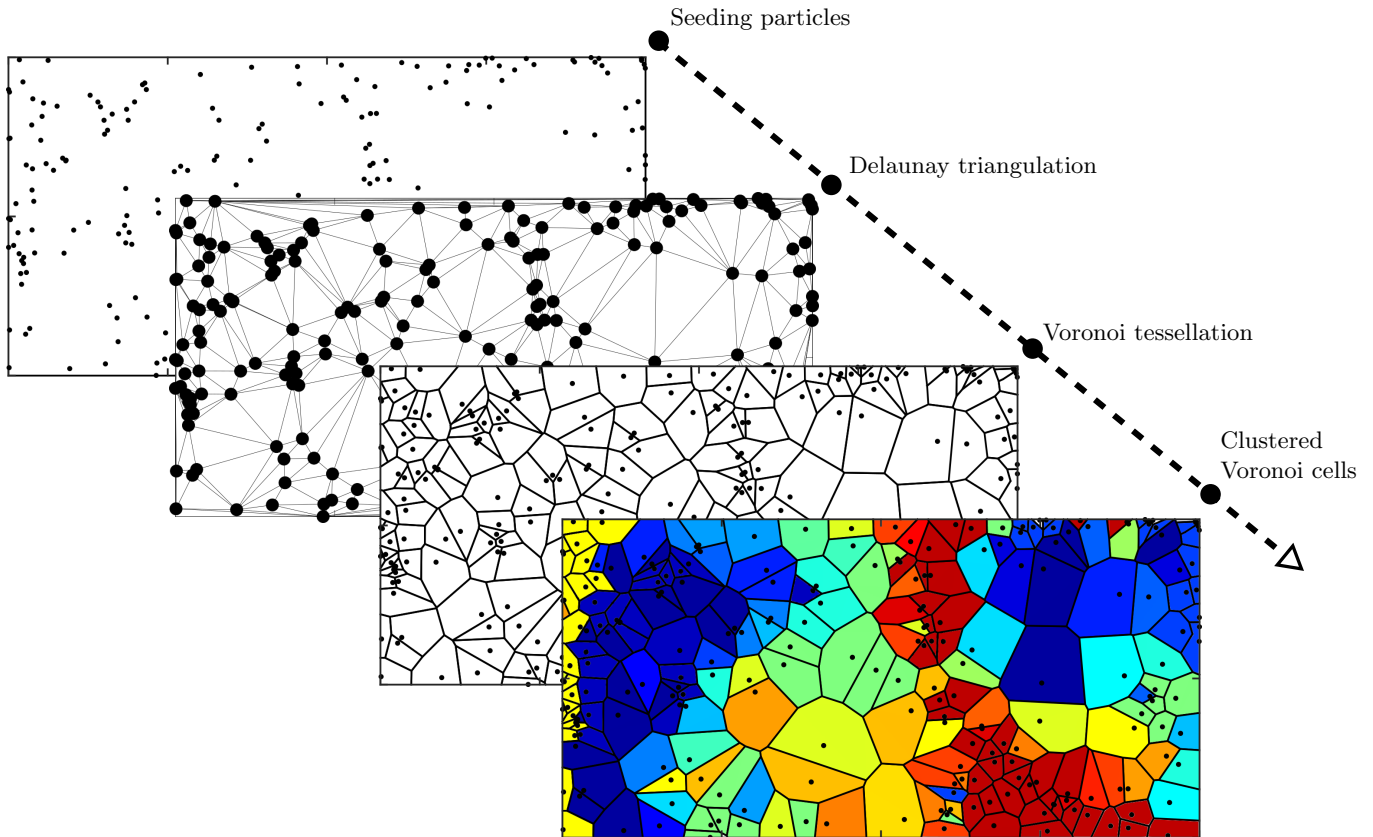 Seeding particles
Delaunay triangulation
Voronoi tessellation
Clustered
Voronoi cells